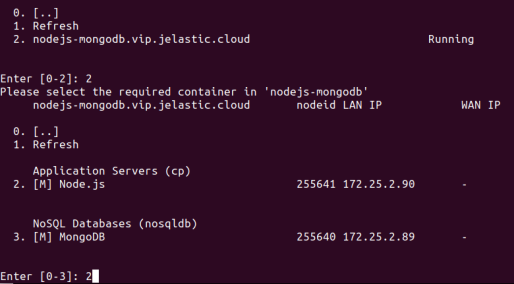 0. [..]
1. Refresh
2. nodejs-mongodb.vip.jelastic.cloud Running
Enter [0-2]: 2
Please select the required container in 'nodejs-mongodb'
nodejs-mongodb.vip.jelastic.cloud nodeid LAN IP WAN IP
0. [..]
1. Refresh
Application Servers (cp)
2. [M] Node.js 255641 172.25.2.90 -
NoSQL Databases (nosqldb)
3. [M] MongoDB 255640 172.25.2.89 -
Enter [0-3]: 2